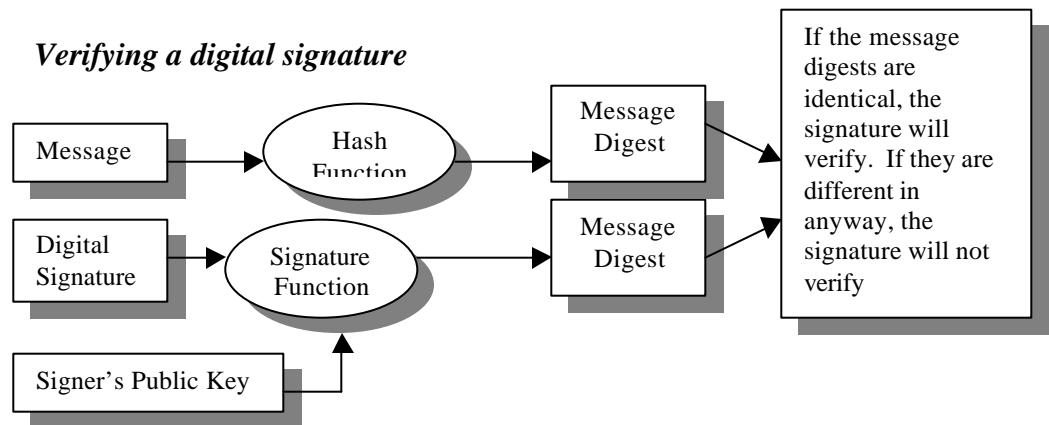 Verifying a digital signature
Message
Hash
Function
Message
Digest
If the message
digests are
identical, the
signature will
verify.  If they are
different in
anyway, the
signature will not
verify
Digital
Signature
Signature
Function
Message
Digest
Signer's Public Key